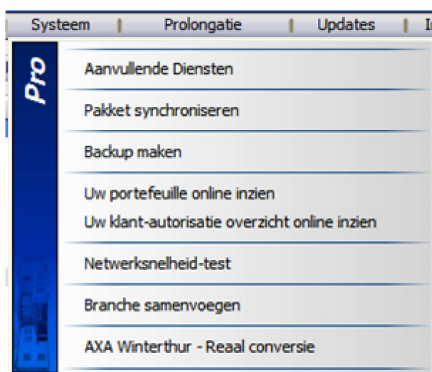 Systeem Prolongatie Updates
Pro
Aanvullende Diensten
Pakket synchroniseren
Backup maken
Uw portefeuille online inzien
Uw klant-autorisatie overzicht online inzien
Netwerksnelheid-test
Branche samenvoegen
AXA Winterthur - Reaal conversie